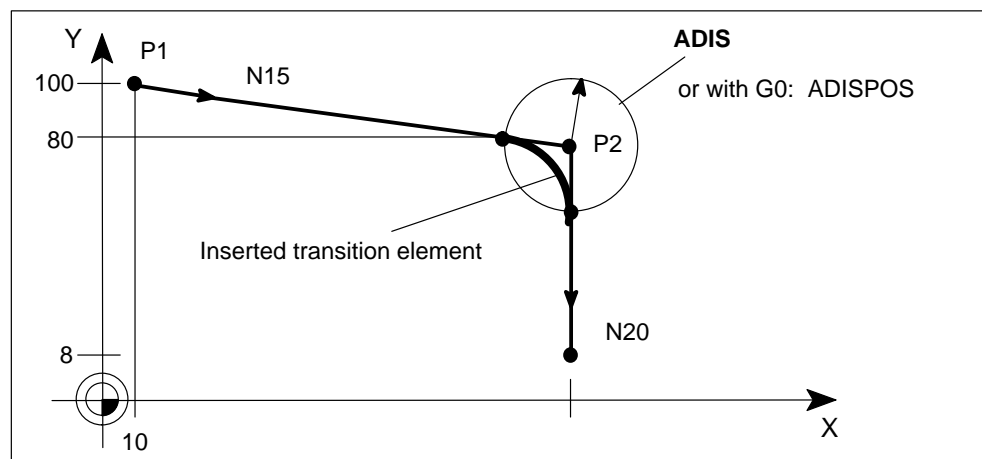 Y
P1
N15
ADIS
or with G0: ADISPOS
100
80
P2
Inserted transition element
N20
8
10
X